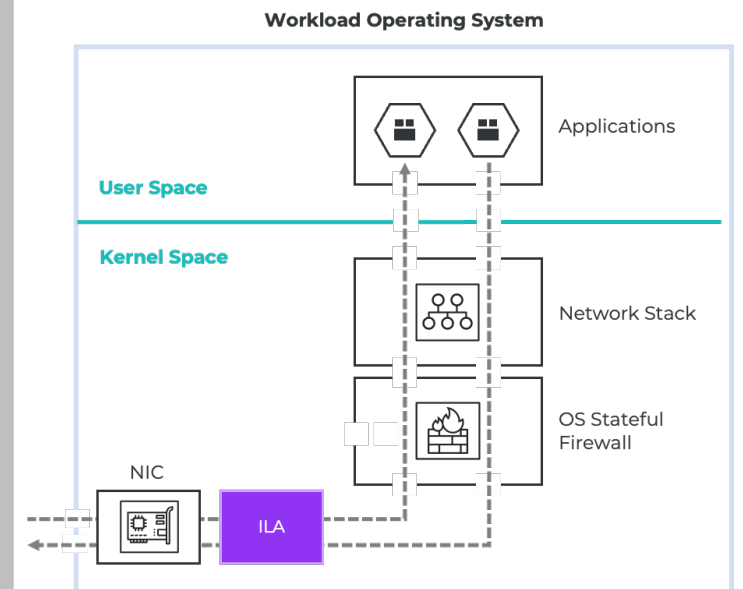 Workload Operating System
Applications
User Space
Kernel Space
Network Stack
OS Stateful
Firewall
NIC
ILA